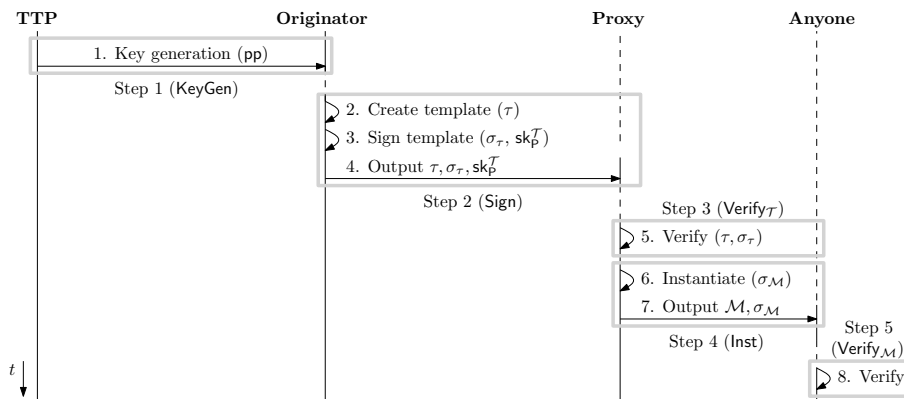 TTP Originator Proxy Anyone
1. Key generation (pp)
Step 1 (KeyGen)
2. Create template (τ)
3. Sign template (σ_τ, sk_P^𝒯)
4. Output τ, σ_τ, sk_P^𝒯
Step 2 (Sign)
Step 3 (Verify_𝒯)
5. Verify (τ, σ_τ)
6. Instantiate (σ_ℳ)
7. Output ℳ, σ_ℳ
Step 4 (Inst)
Step 5
(Verify_ℳ)
8. Verify
t